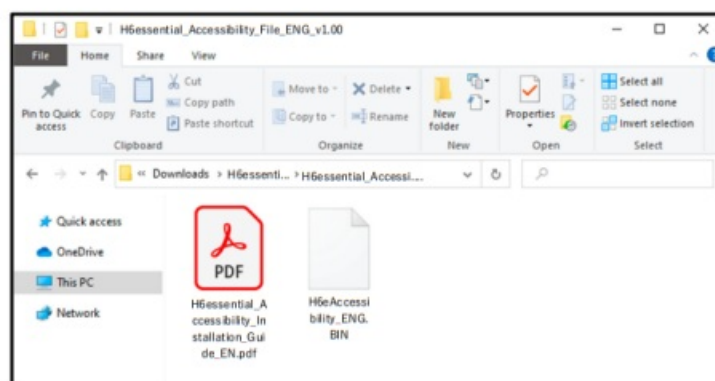 H6essential_Accessibility_File_ENG_v1.00
File Home Share View
Pin to Quick access
Copy
Paste
Cut
Copy path
Paste shortcut
Clipboard
Move to
Copy to
Delete
Rename
Organize
New folder
New
Properties
Open
Select all
Select none
Invert selection
Select
« Downloads › H6essenti... › H6essential_Accessi....
Quick access
OneDrive
This PC
Network
PDF
H6essential_A
ccessibility_In
stallation_Gui
de_EN.pdf
H6eAccessi
bility_ENG.
BIN